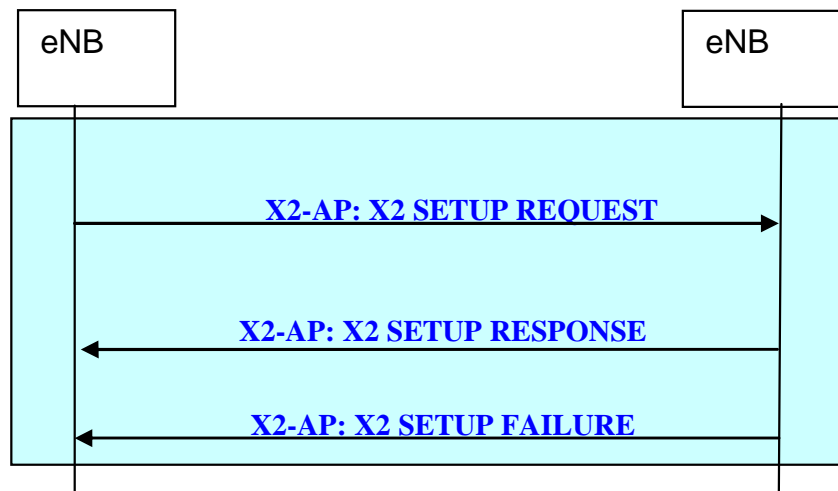 eNB
eNB
X2-AP: X2 SETUP REQUEST
X2-AP: X2 SETUP RESPONSE
X2-AP: X2 SETUP FAILURE